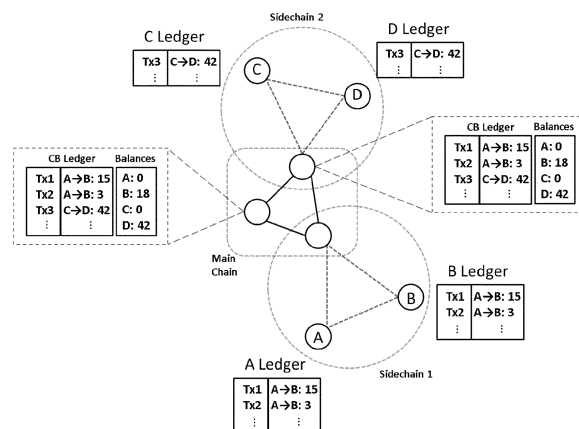 Sidechain 2
C Ledger
Tx3 C→D: 42
⋮ ⋮
D Ledger
Tx3 C→D: 42
⋮ ⋮
C
D
CB Ledger Balances
Tx1 A→B: 15 A: 0
Tx2 A→B: 3 B: 18
Tx3 C→D: 42 C: 0
⋮ ⋮ D: 42
CB Ledger Balances
Tx1 A→B: 15 A: 0
Tx2 A→B: 3 B: 18
Tx3 C→D: 42 C: 0
⋮ ⋮ D: 42
Main
Chain
B Ledger
Tx1 A→B: 15
Tx2 A→B: 3
⋮ ⋮
B
A
Sidechain 1
A Ledger
Tx1 A→B: 15
Tx2 A→B: 3
⋮ ⋮